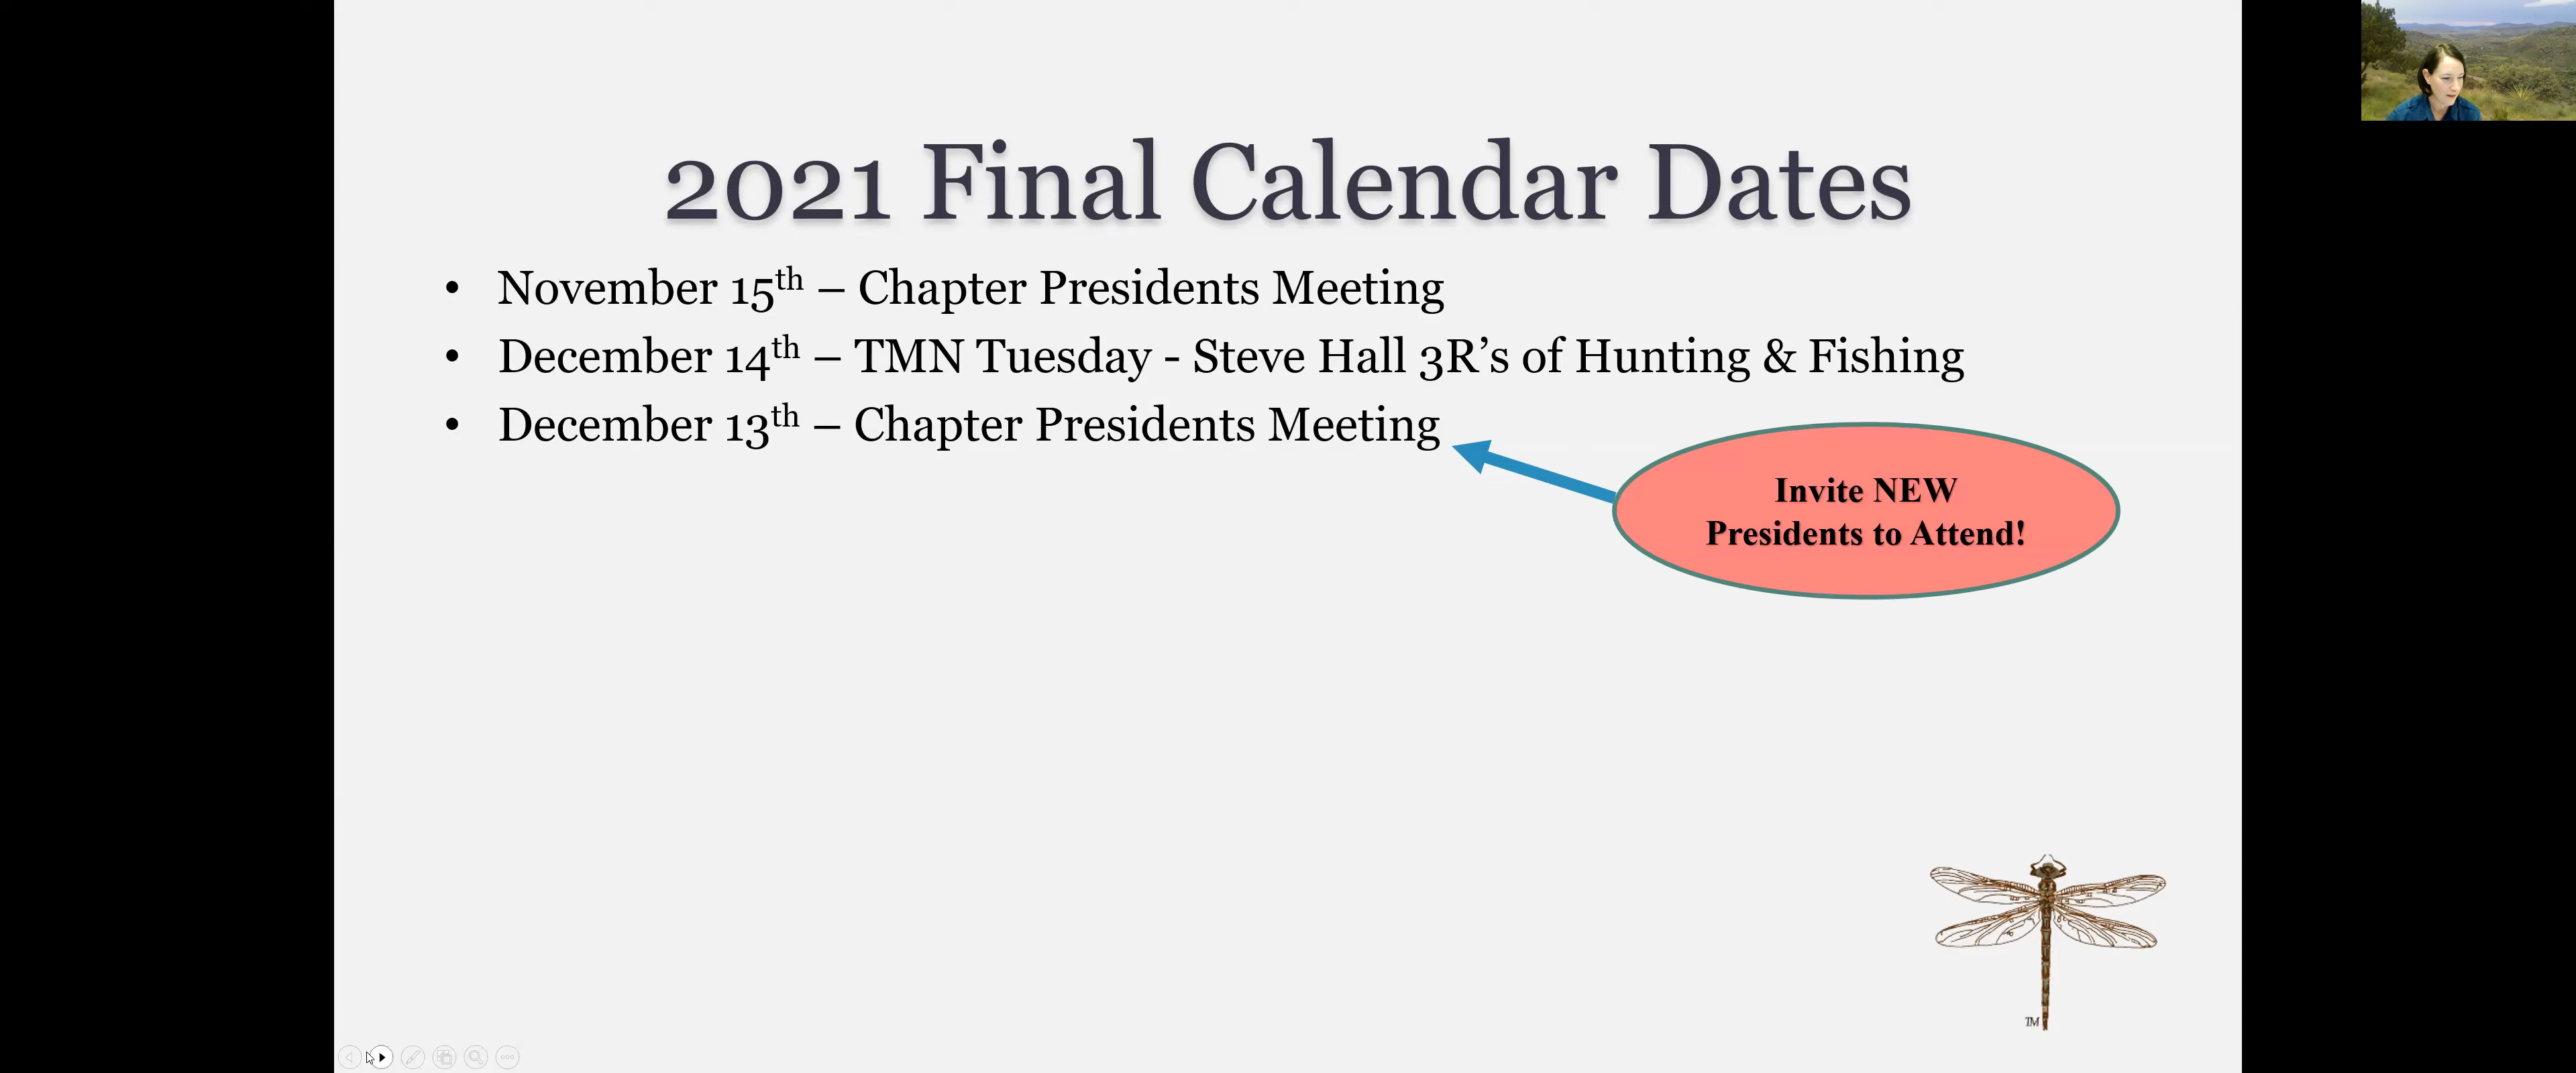 2021 Final Calendar Dates
• November 15th – Chapter Presidents Meeting
• December 14th – TMN Tuesday - Steve Hall 3R’s of Hunting & Fishing
• December 13th – Chapter Presidents Meeting
Invite NEW
Presidents to Attend!
TM